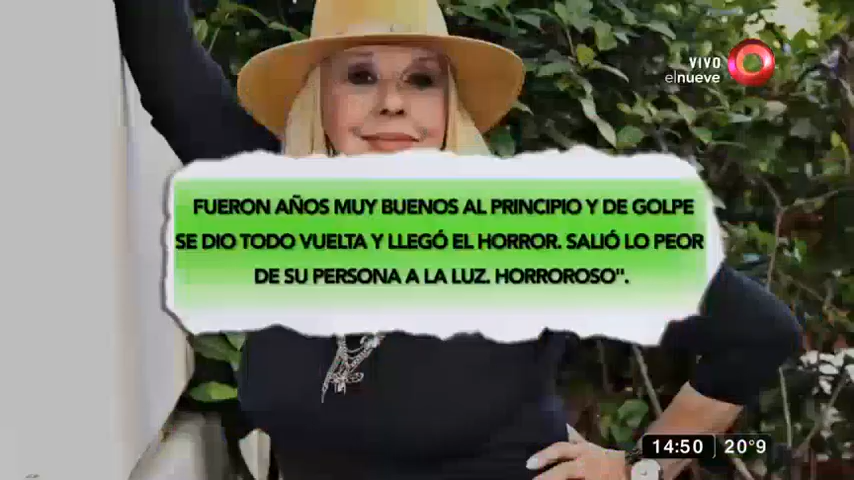 VIVO
elnueve
FUERON AÑOS MUY BUENOS AL PRINCIPIO Y DE GOLPE
SE DIO TODO VUELTA Y LLEGÓ EL HORROR. SALIÓ LO PEOR
DE SU PERSONA A LA LUZ. HORROROSO".
14:50 20°9